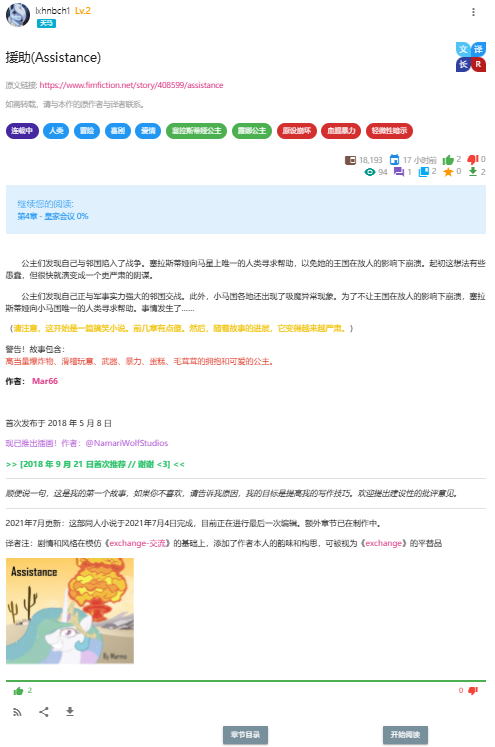 lxhnbch1 Lv.2
天马
援助(Assistance)
文 译
长 R
原文链接: https://www.fimfiction.net/story/408599/assistance
如需转载，请与本作的原作者与译者联系。
连载中 人类 冒险 喜剧 爱情 塞拉斯蒂娅公主 露娜公主 原设崩坏 血腥暴力 轻微性暗示
18,193 17 小时前 2 0
94 1 2 0 2
继续您的阅读:
第4章 - 皇家会议 0%
公主们发现自己与邻国陷入了战争。塞拉斯蒂娅向马星上唯一的人类寻求帮助，以免她的王国在敌人的影响下崩溃。起初这想法有些
愚蠢，但很快就演变成一个更严肃的阴谋。
公主们发现自己正与军事实力强大的邻国交战。此外，小马国各地还出现了吸魔异常现象。为了不让王国在敌人的影响下崩溃，塞拉
斯蒂娅向小马国唯一的人类寻求帮助。事情发生了......
（请注意，这开始是一篇搞笑小说。前几章有点傻。然后，随着故事的进展，它变得越来越严肃。）
警告！故事包含:
高当量爆炸物、滑稽玩意、武器、暴力、蛋糕、毛茸茸的拥抱和可爱的公主。
作者： Mar66
首次发布于 2018 年 5 月 8 日
现已推出插画！作者：@NamariWolfStudios
>> [2018 年 9 月 21 日首次推荐 // 谢谢 <3] <<
顺便说一句，这是我的第一个故事，如果你不喜欢，请告诉我原因，我的目标是提高我的写作技巧。欢迎提出建设性的批评意见。
2021年7月更新：这部同人小说于2021年7月4日完成，目前正在进行最后一次编辑。额外章节已在制作中。
译者注：剧情和风格在模仿《exchange-交流》的基础上，添加了作者本人的韵味和构思，可被视为《exchange》的平替品
Assistance
2
0
章节目录 开始阅读